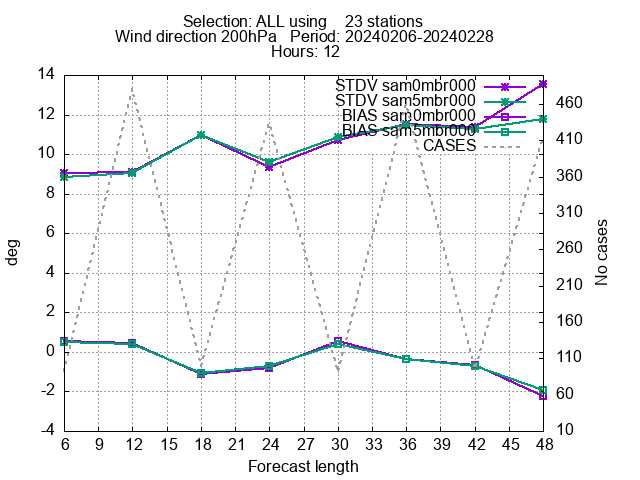 Selection: ALL using 23 stations
Wind direction 200hPa Period: 20240206-20240228
Hours: 12
STDV sam0mbr000
STDV sam5mbr000
BIAS sam0mbr000
BIAS sam5mbr000
CASES
14
12
10
8
6
4
2
0
-2
-4
deg
460
410
360
310
260
210
160
110
60
10
No cases
6 9 12 15 18 21 24 27 30 33 36 39 42 45 48
Forecast length